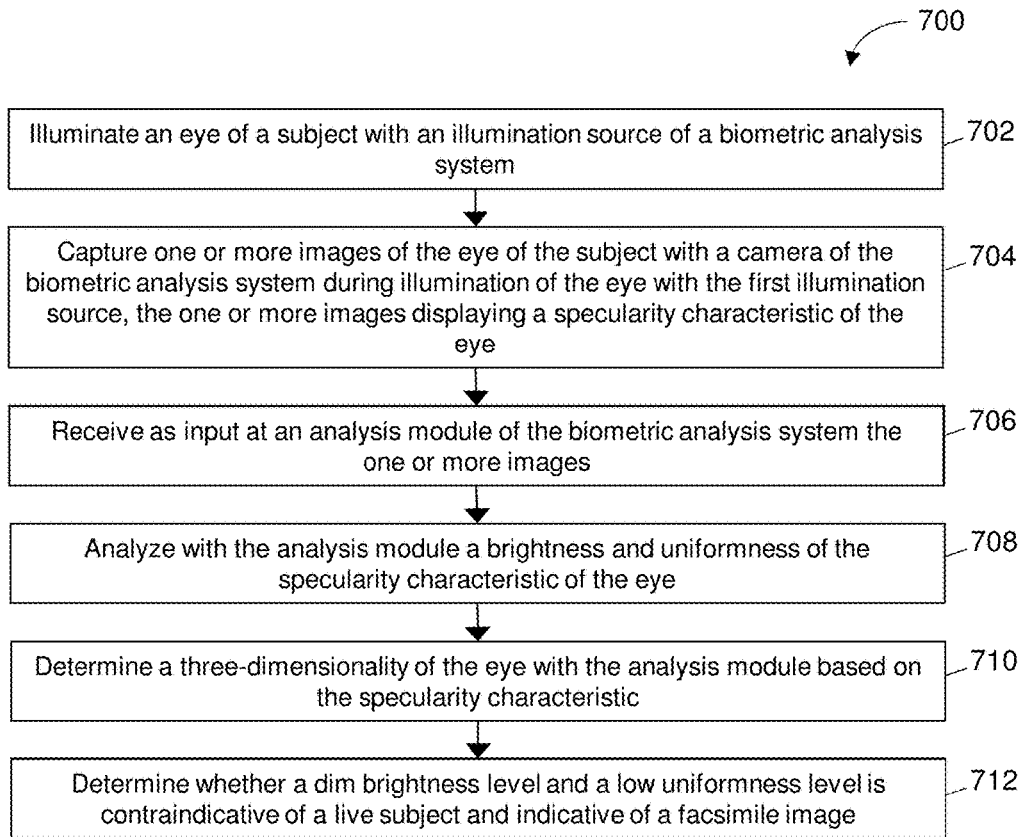 700
Illuminate an eye of a subject with an illumination source of a biometric analysis
system
702
Capture one or more images of the eye of the subject with a camera of the
biometric analysis system during illumination of the eye with the first illumination
source, the one or more images displaying a specularity characteristic of the
eye
704
Receive as input at an analysis module of the biometric analysis system the
one or more images
706
Analyze with the analysis module a brightness and uniformness of the
specularity characteristic of the eye
708
Determine a three-dimensionality of the eye with the analysis module based on
the specularity characteristic
710
Determine whether a dim brightness level and a low uniformness level is
contraindicative of a live subject and indicative of a facsimile image
712